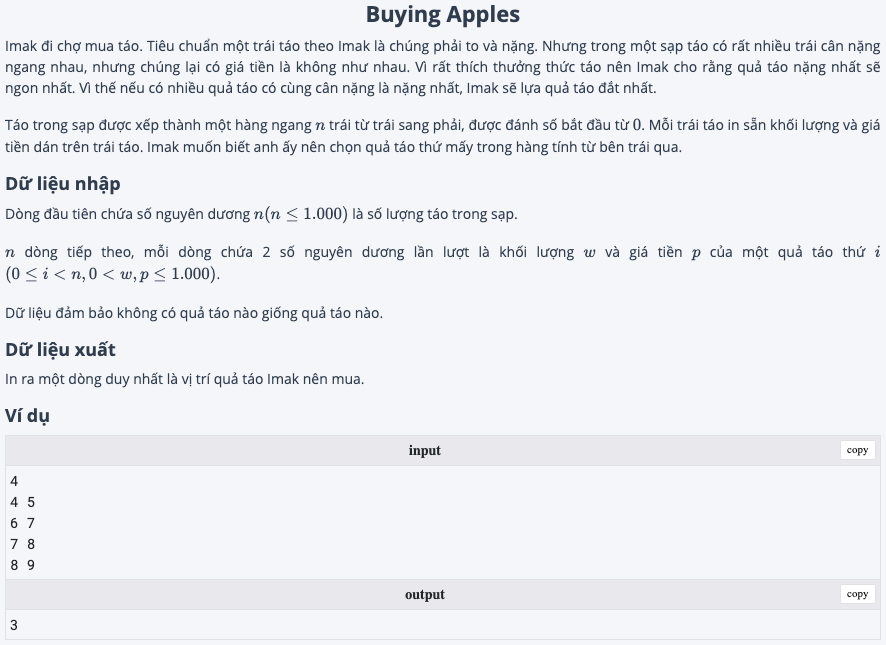 Buying Apples
Imak đi chợ mua táo. Tiêu chuẩn một trái táo theo Imak là chúng phải to và nặng. Nhưng trong một sạp táo có rất nhiều trái cân nặng
ngang nhau, nhưng chúng lại có giá tiền là không như nhau. Vì rất thích thưởng thức táo nên Imak cho rằng quả táo nặng nhất sẽ
ngon nhất. Vì thế nếu có nhiều quả táo có cùng cân nặng là nặng nhất, Imak sẽ lựa quả táo đắt nhất.
Táo trong sạp được xếp thành một hàng ngang n trái từ trái sang phải, được đánh số bắt đầu từ 0. Mỗi trái táo in sẵn khối lượng và giá
tiền dán trên trái táo. Imak muốn biết anh ấy nên chọn quả táo thứ mấy trong hàng tính từ bên trái qua.
Dữ liệu nhập
Dòng đầu tiên chứa số nguyên dương n(n ≤ 1.000) là số lượng táo trong sạp.
n dòng tiếp theo, mỗi dòng chứa 2 số nguyên dương lần lượt là khối lượng w và giá tiền p của một quả táo thứ i
(0 ≤ i < n, 0 < w, p ≤ 1.000).
Dữ liệu đảm bảo không có quả táo nào giống quả táo nào.
Dữ liệu xuất
In ra một dòng duy nhất là vị trí quả táo Imak nên mua.
Ví dụ
input copy
4
4 5
6 7
7 8
8 9
output copy
3